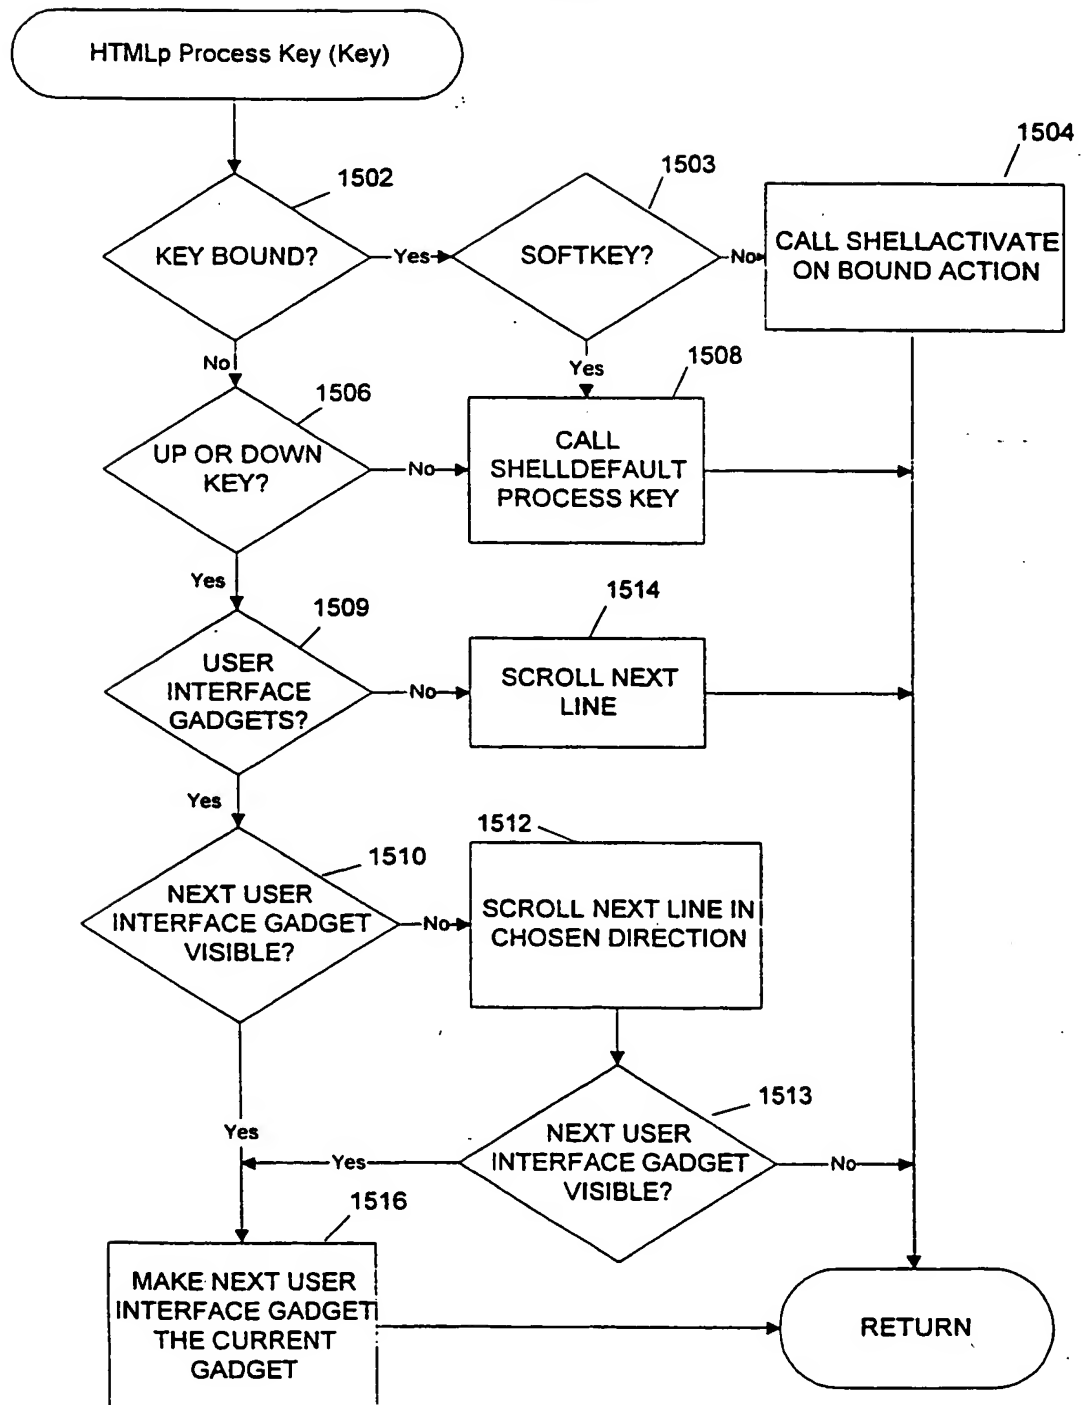 HTMLp Process Key (Key)
1502
KEY BOUND?
Yes
No
1503
SOFTKEY?
No
Yes
1504
CALL SHELLACTIVATE
ON BOUND ACTION
1506
UP OR DOWN
KEY?
No
Yes
1508
CALL
SHELLDEFAULT
PROCESS KEY
1509
USER
INTERFACE
GADGETS?
No
Yes
1514
SCROLL NEXT
LINE
1510
NEXT USER
INTERFACE GADGET
VISIBLE?
No
Yes
1512
SCROLL NEXT LINE IN
CHOSEN DIRECTION
1513
NEXT USER
INTERFACE GADGET
VISIBLE?
Yes
No
1516
MAKE NEXT USER
INTERFACE GADGET
THE CURRENT
GADGET
RETURN